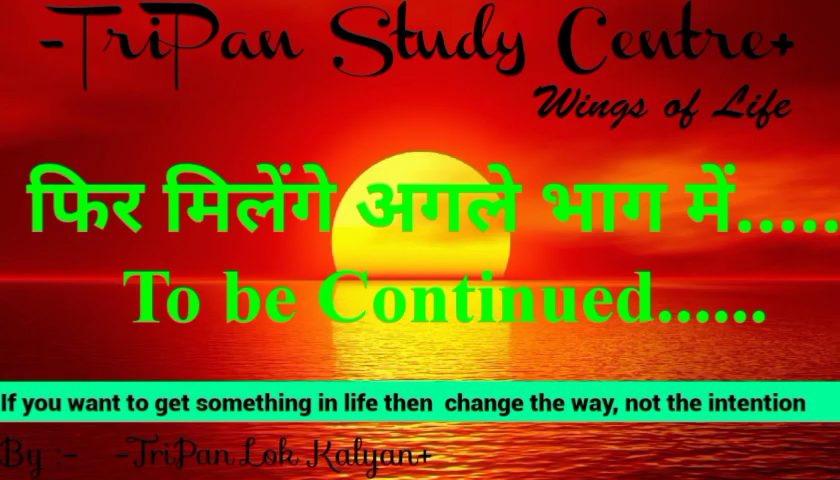 -TriPan Study Centre+
Wings of Life
फिर मिलेंगे अगले भाग में.....
To be Continued......
If you want to get something in life then change the way, not the intention
By :- -TriPan Lok Kalyan+